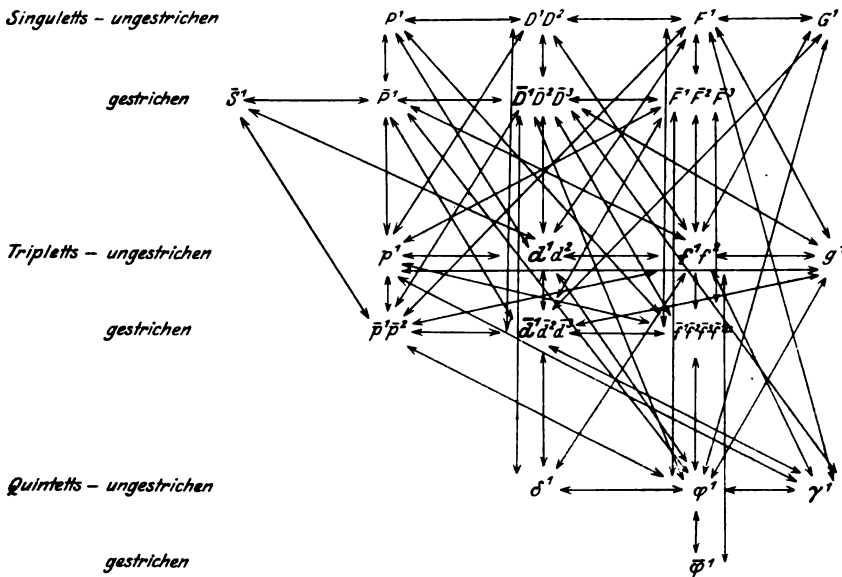 Singuletts – ungestrichen P¹ D¹D² F¹ G¹
gestrichen S̄¹ P̄¹ D̄¹D̄²D̄³ F̄¹F̄²F̄³
Tripletts – ungestrichen p¹ d¹d² f¹f² g¹
gestrichen p̄¹p̄² d̄¹d̄²d̄³
Quintetts – ungestrichen δ¹ φ¹ γ¹
gestrichen φ̄¹